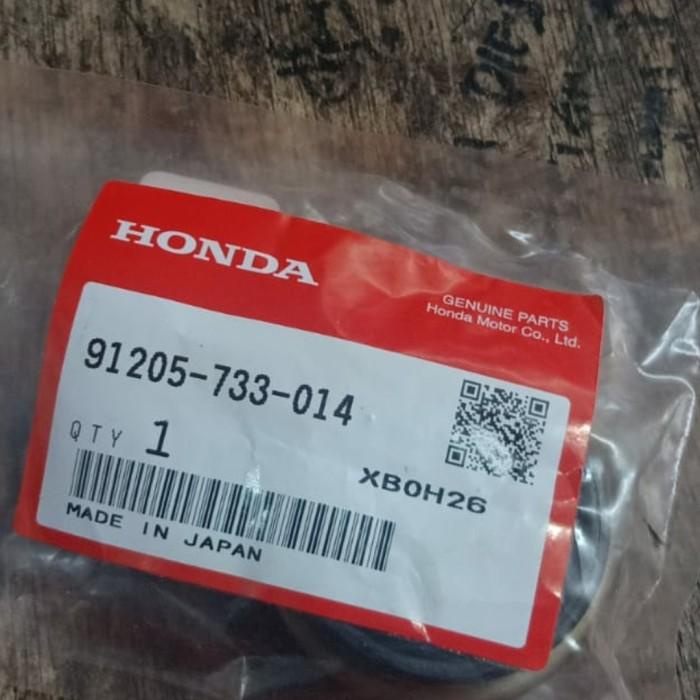 HONDA
GENUINE PARTS
Honda Motor Co., Ltd.
91205-733-014
QTY 1
XB0H26
MADE IN JAPAN